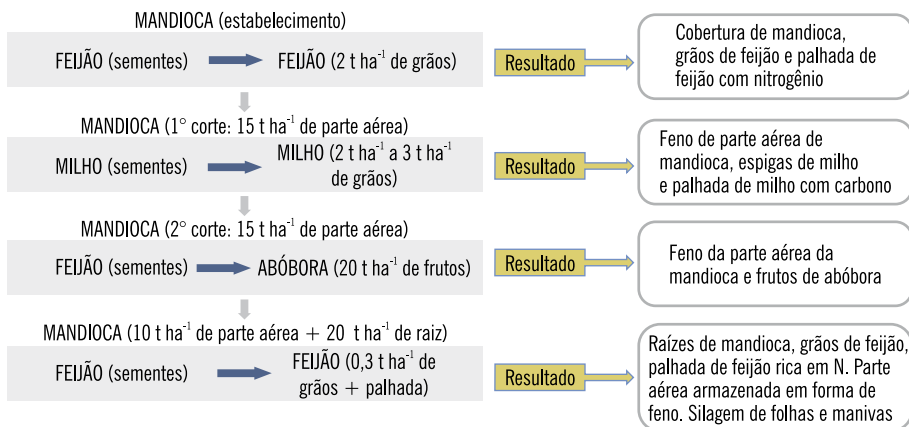 MANDIOCA (estabelecimento)
FEIJÃO (sementes)
FEIJÃO (2 t ha-1 de grãos)
Resultado
Cobertura de mandioca,
grãos de feijão e palhada de
feijão com nitrogênio
MANDIOCA (1° corte: 15 t ha-1 de parte aérea)
MILHO (sementes)
MILHO (2 t ha-1 a 3 t ha-1
de grãos)
Resultado
Feno de parte aérea de
mandioca, espigas de milho
e palhada de milho com carbono
MANDIOCA (2° corte: 15 t ha-1 de parte aérea)
FEIJÃO (sementes)
ABÓBORA (20 t ha-1 de frutos)
Resultado
Feno da parte aérea da
mandioca e frutos de abóbora
MANDIOCA (10 t ha-1 de parte aérea + 20 t ha-1 de raiz)
FEIJÃO (sementes)
FEIJÃO (0,3 t ha-1 de
grãos + palhada)
Resultado
Raízes de mandioca, grãos de feijão,
palhada de feijão rica em N. Parte
aérea armazenada em forma de
feno. Silagem de folhas e manivas